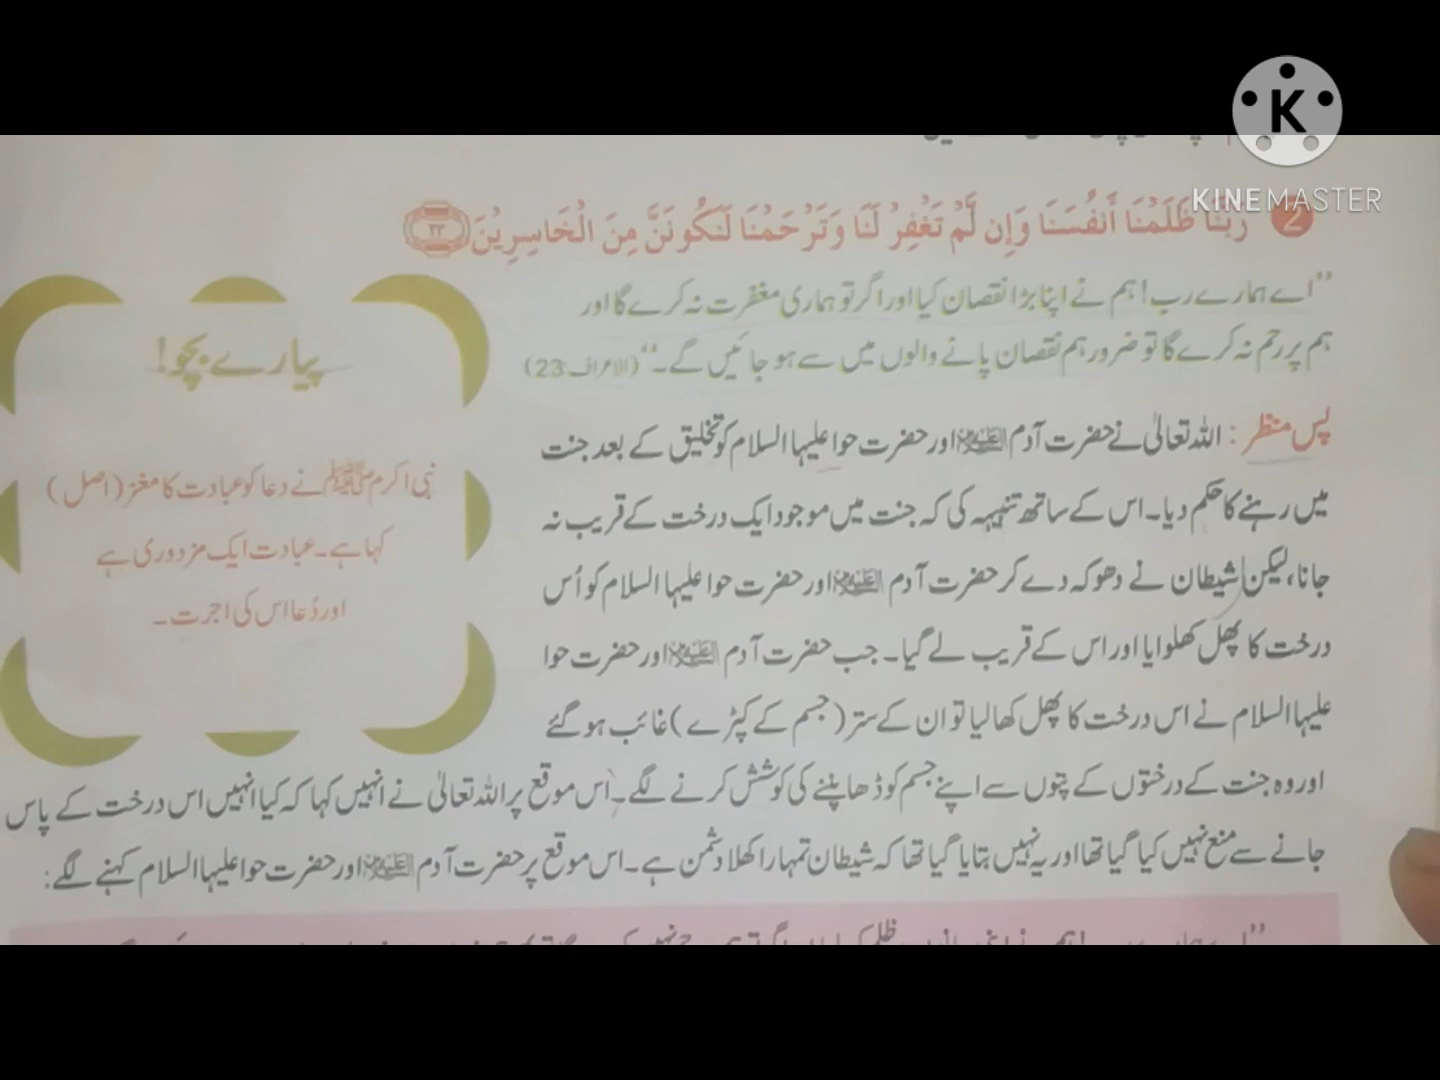 KINEMASTER
2 رَبَّنَا ظَلَمْنَا أَنفُسَنَا وَإِن لَّمْ تَغْفِرْ لَنَا وَتَرْحَمْنَا لَنَكُونَنَّ مِنَ الْخَاسِرِيْنَ ۲۳
”اے ہمارے رب! ہم نے اپنا بڑا نقصان کیا اور اگر تو ہماری مغفرت نہ کرے گا اور
ہم پر رحم نہ کرے گا تو ضرور ہم نقصان پانے والوں میں سے ہو جائیں گے۔“ (الاعراف:23)
پس منظر: اللہ تعالیٰ نے حضرت آدم علیہ السلام اور حضرت حوا علیہا السلام کو تخلیق کے بعد جنت
میں رہنے کا حکم دیا۔ اس کے ساتھ تنبیہہ کی کہ جنت میں موجود ایک درخت کے قریب نہ
جانا، لیکن شیطان نے دھوکہ دے کر حضرت آدم علیہ السلام اور حضرت حوا علیہا السلام کو اُس
درخت کا پھل کھلوایا اور اس کے قریب لے گیا۔ جب حضرت آدم علیہ السلام اور حضرت حوا
علیہا السلام نے اس درخت کا پھل کھا لیا تو ان کے ستر (جسم کے کپڑے) غائب ہو گئے
اور وہ جنت کے درختوں کے پتوں سے اپنے جسم کو ڈھاپنے کی کوشش کرنے لگے۔ اُس موقع پر اللہ تعالیٰ نے انہیں کہا کہ کیا انہیں اس درخت کے پاس
جانے سے منع نہیں کیا گیا تھا اور یہ نہیں بتایا گیا تھا کہ شیطان تمہارا کھلا دشمن ہے۔ اس موقع پر حضرت آدم علیہ السلام اور حضرت حوا علیہا السلام کہنے لگے:
پیارے بچو!
نبی اکرم ﷺ نے دعا کو عبادت کا مغز (اصل)
کہا ہے۔ عبادت ایک مزدوری ہے
اور دُعا اس کی اجرت۔